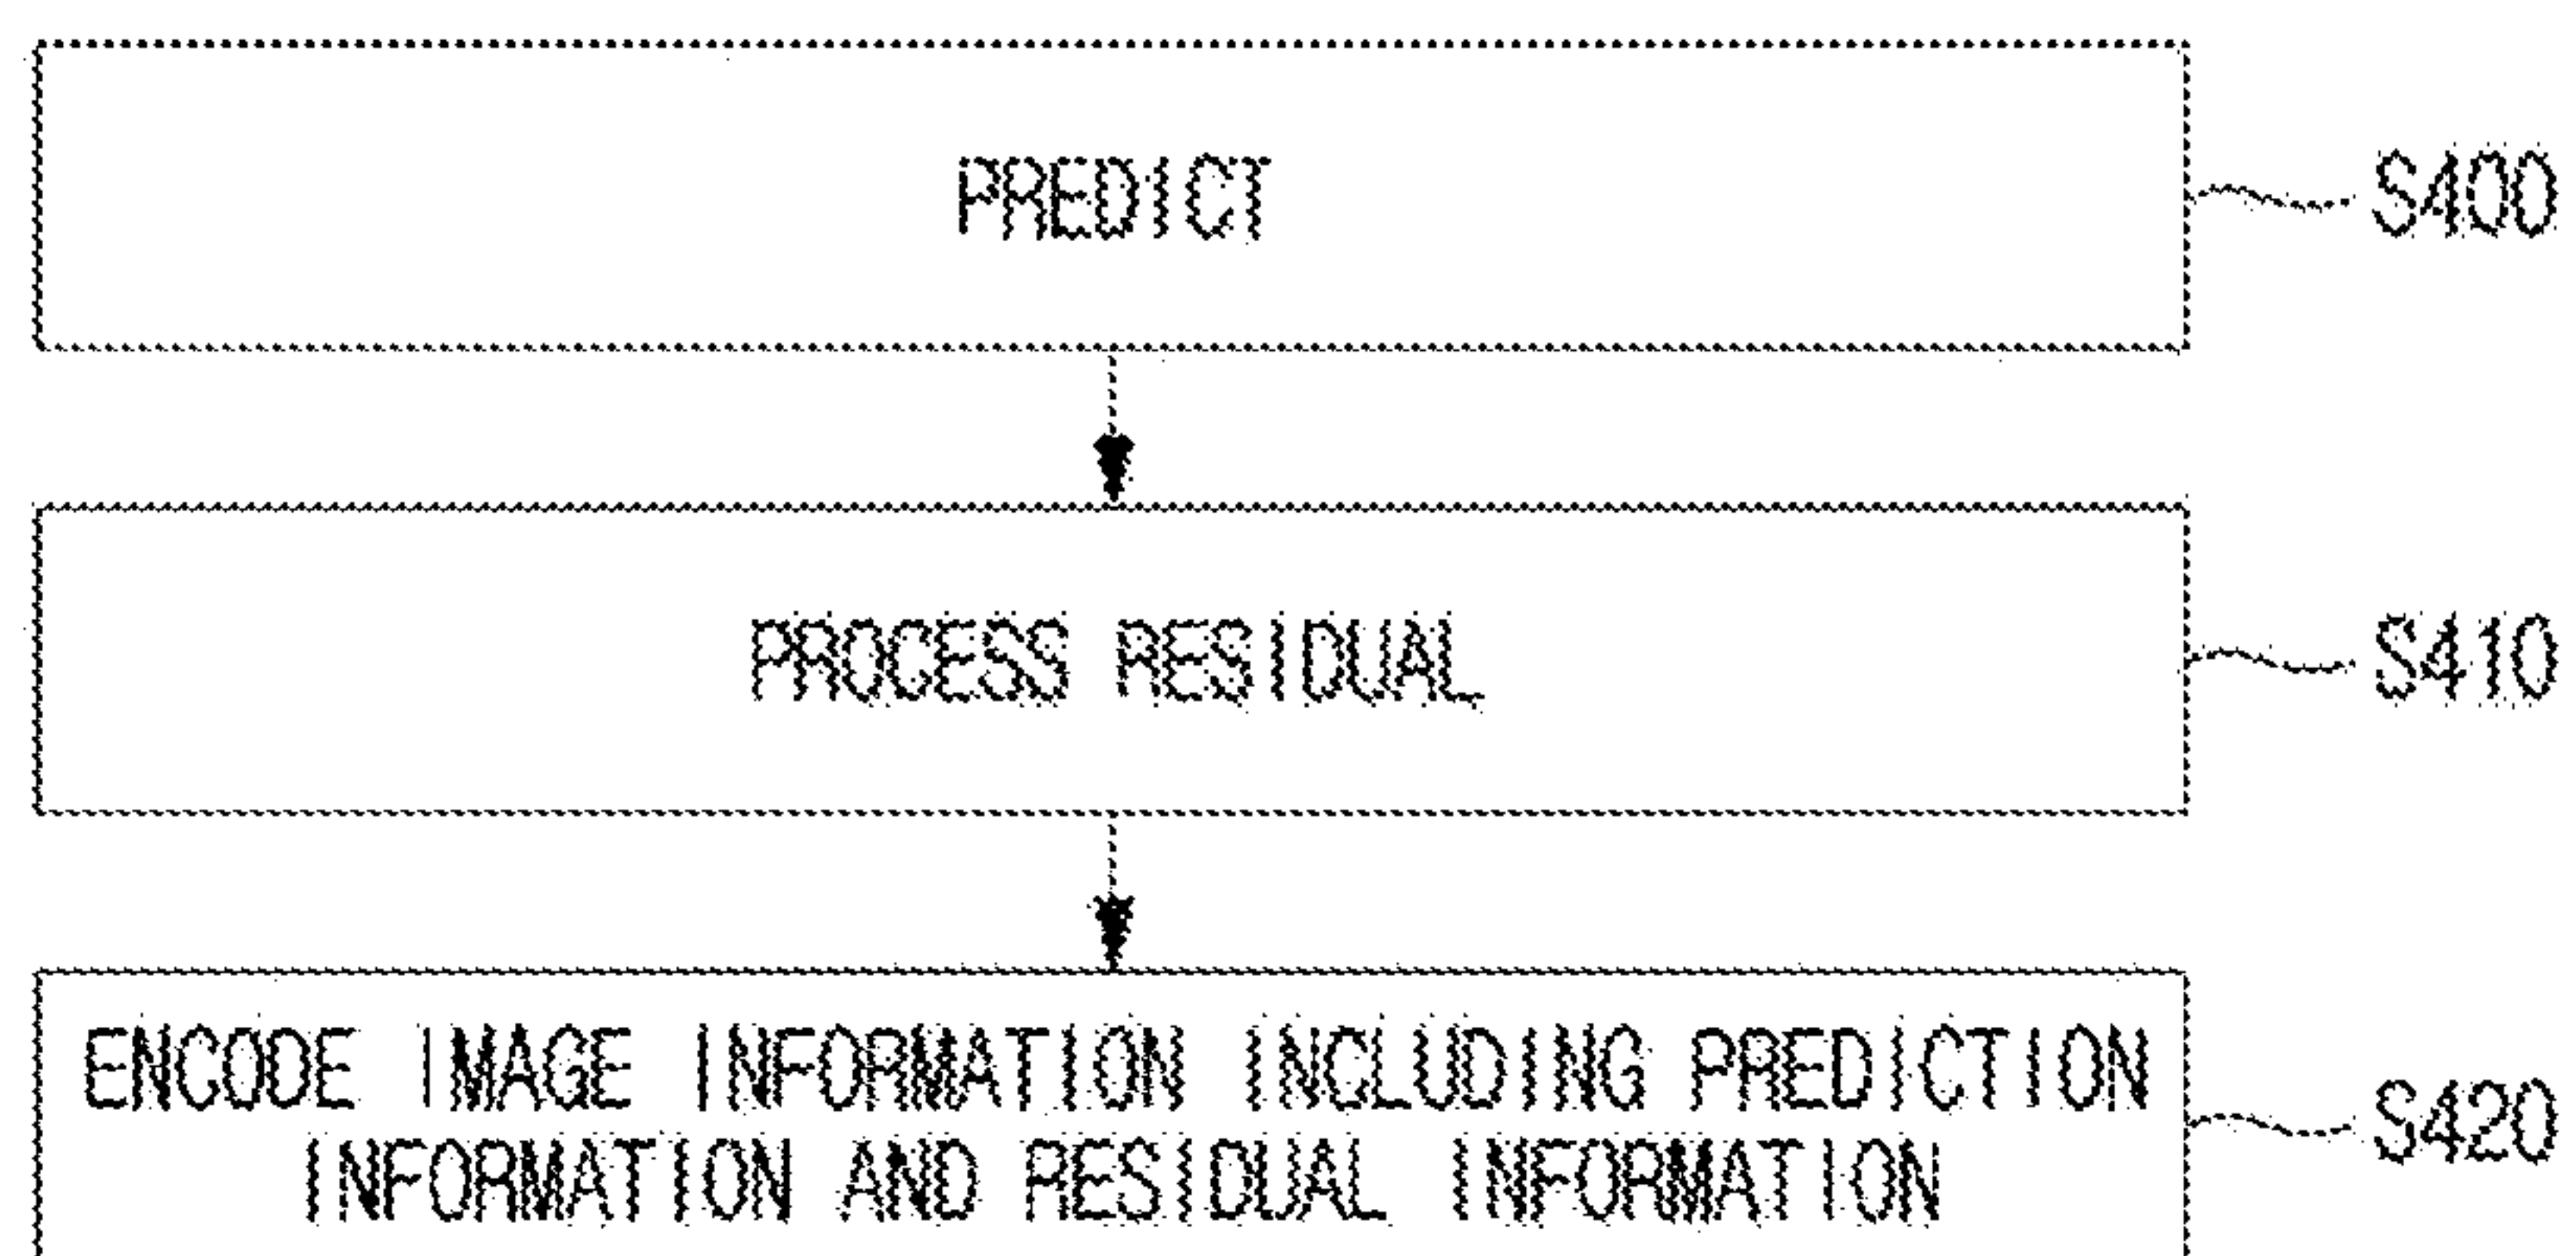 PREDICT
S400
PROCESS RESIDUAL
S410
ENCODE IMAGE INFORMATION INCLUDING PREDICTION
INFORMATION AND RESIDUAL INFORMATION
S420